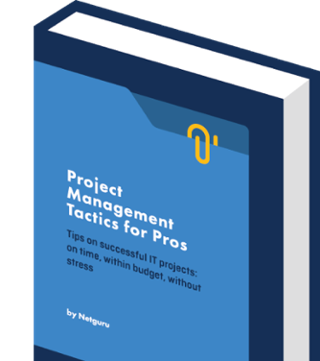 Project
Management
Tactics for Pros
Tips on successful IT projects:
on time, within budget, without
stress
by Netguru